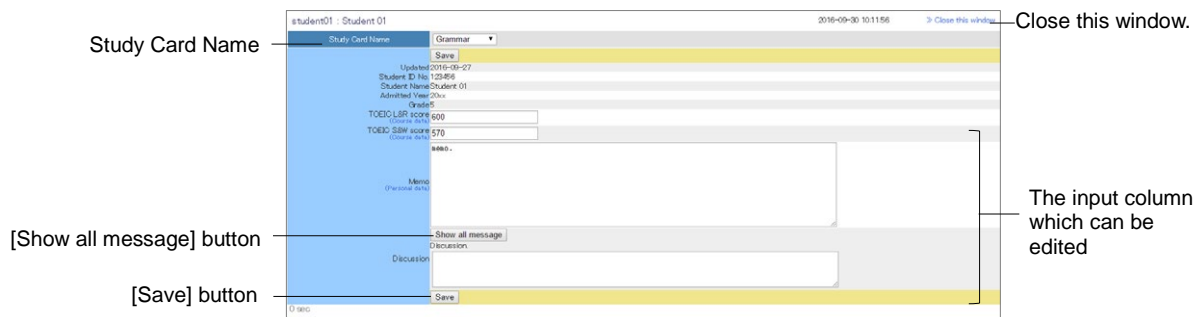 student01 : Student 01
2016-09-30 10:11:56
≫ Close this window
Close this window.
Study Card Name
Study Card Name
Grammar
Save
Updated 2016-09-27
Student ID No. 123456
Student Name Student 01
Admitted Year 20xx
Grade 5
TOEIC L&R score
(Course data)
600
TOEIC S&W score
(Course data)
570
memo.
Memo
(Personal data)
The input column
which can be
edited
[Show all message] button
Show all message
Discussion.
Discussion
[Save] button
Save
0 sec